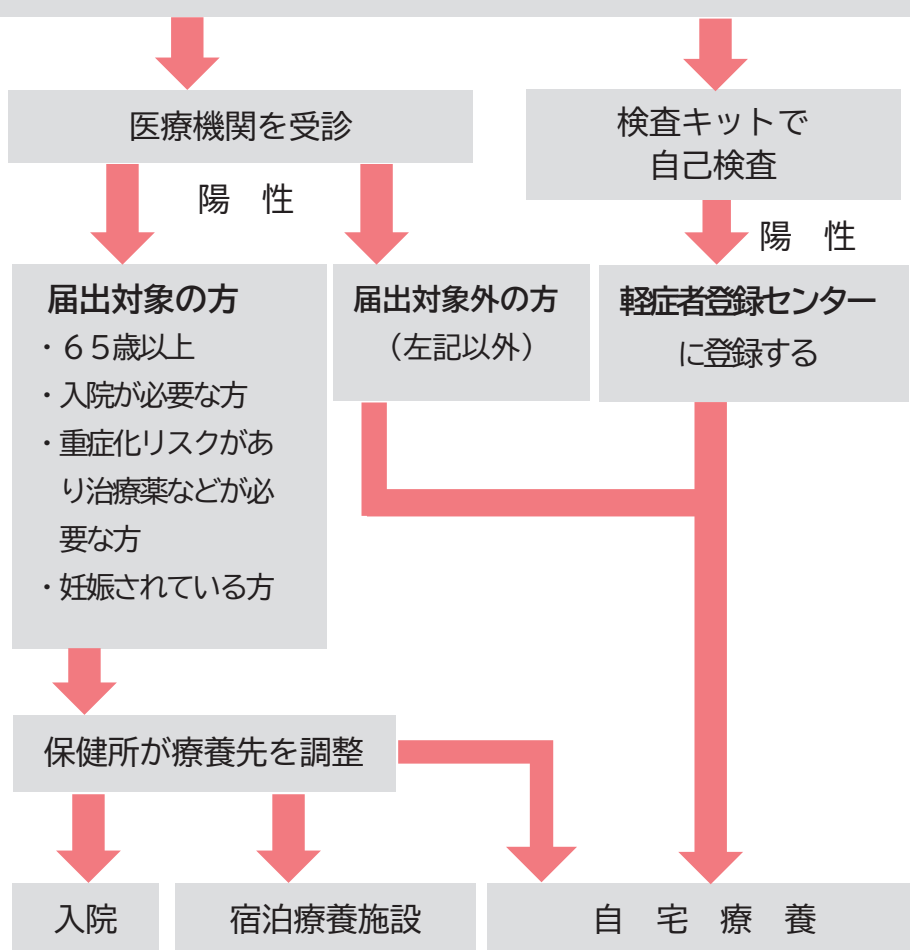 医療機関を受診
検査キットで
自己検査
陽 性
陽 性
届出対象の方
・65歳以上
・入院が必要な方
・重症化リスクがあ
り治療薬などが必
要な方
・妊娠されている方
届出対象外の方
（左記以外）
軽症者登録センター
に登録する
保健所が療養先を調整
入院
宿泊療養施設
自 宅 療 養